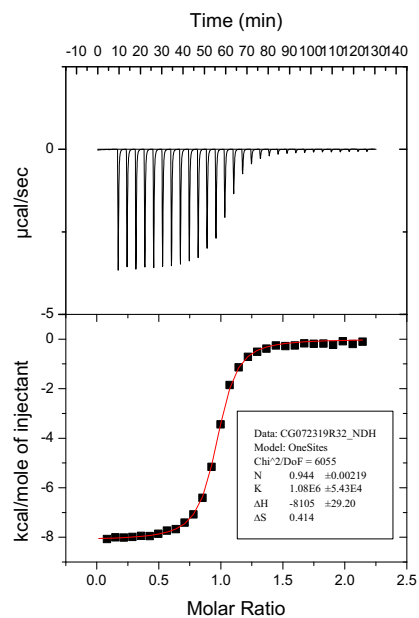 Time (min)
-10 0 10 20 30 40 50 60 70 80 90 100 110 120 130 140
0
-5
µcal/sec
0
-2
-4
-6
-8
kcal/mole of injectant
Data: CG072319R32_NDH
Model: OneSites
Chi^2/DoF = 6055
N 0.944 ±0.00219
K 1.08E6 ±5.43E4
ΔH -8105 ±29.20
ΔS 0.414
0.0 0.5 1.0 1.5 2.0 2.5
Molar Ratio